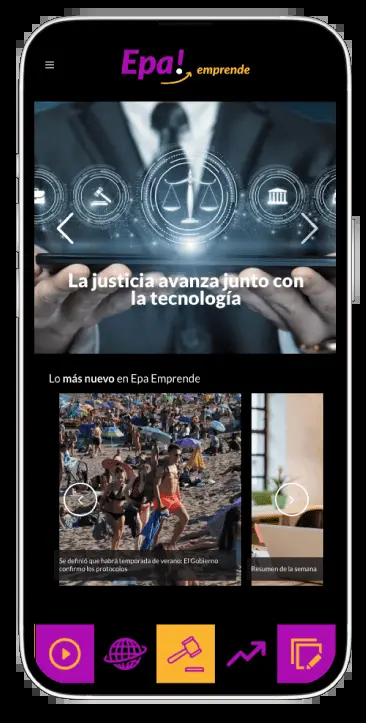 Epa!
emprende
La justicia avanza junto con
la tecnología
Lo más nuevo en Epa Emprende
Se definió que habrá temporada de verano: El Gobierno
confirmo los protocolos
Resumen de la semana